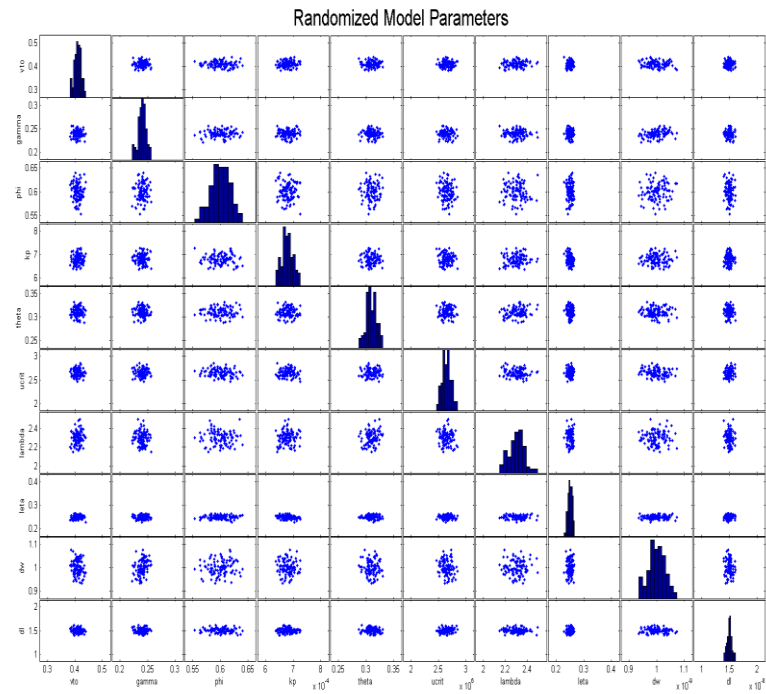 Randomized Model Parameters
0.5
0.4
0.3
vto
0.3
0.25
0.2
gamma
0.65
0.6
0.55
phi
8
7
6
kp
0.35
0.3
0.25
theta
3
2.5
2
ucrit
2.4
2.2
2
lambda
0.4
0.3
0.2
leta
1.1
1
0.9
dw
2
1.5
1
dl
0.3 0.4 0.5 0.2 0.25 0.3 0.55 0.6 0.65 6 7 8 0.25 0.3 0.35 2 2.5 3 2 2.2 2.4 0.2 0.3 0.4 0.9 1 1.1 1 1.5 2
vto gamma phi kp x 10⁻⁴ theta ucrit x 10⁶ lambda leta dw x 10⁻⁸ dl x 10⁻⁸